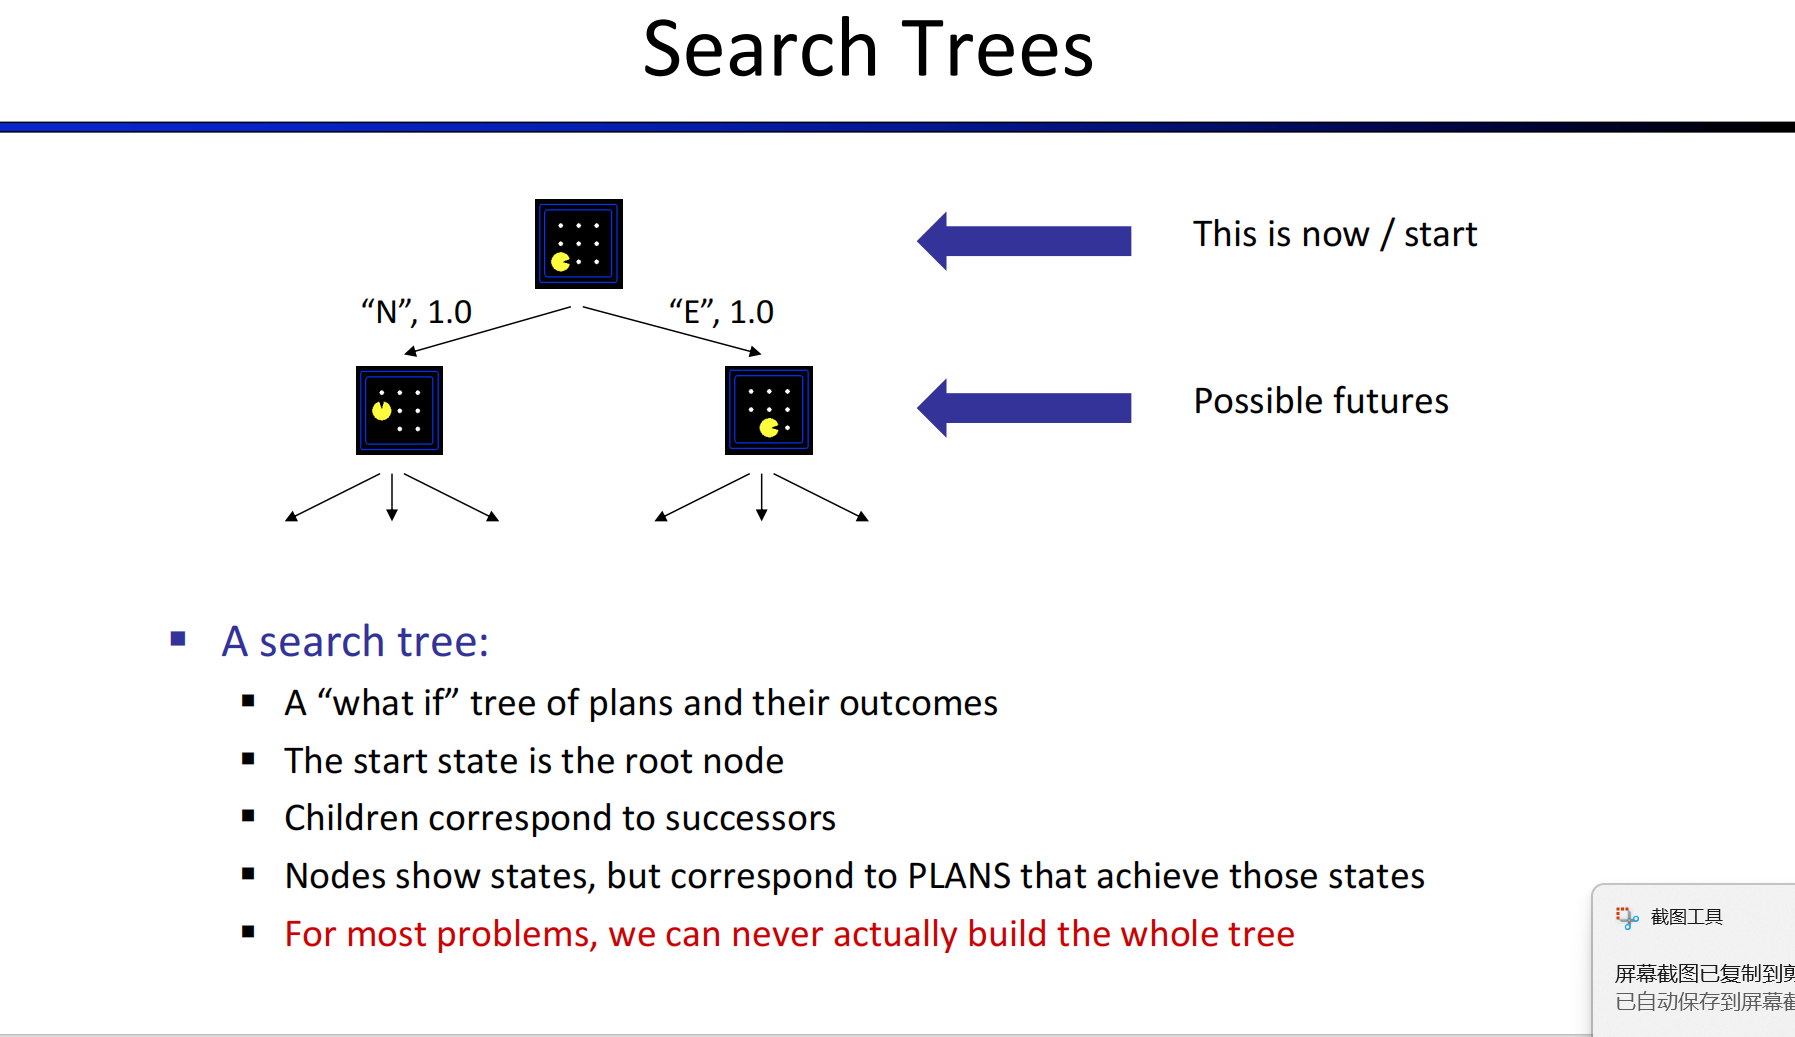 Search Trees
This is now / start
“N”, 1.0
“E”, 1.0
Possible futures
A search tree:
A “what if” tree of plans and their outcomes
The start state is the root node
Children correspond to successors
Nodes show states, but correspond to PLANS that achieve those states
For most problems, we can never actually build the whole tree
截图工具
屏幕截图已复制到
已自动保存到屏幕